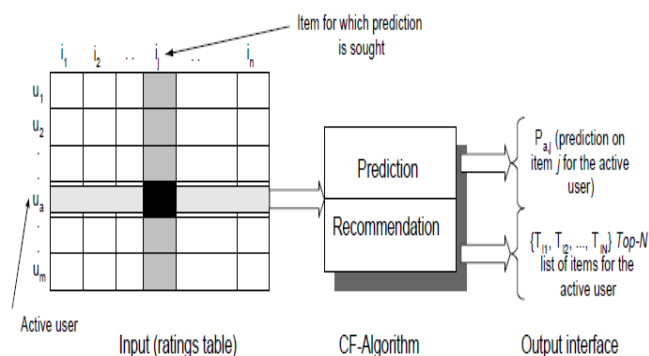 Item for which prediction
is sought
i1 i2 . . ij . . in
u1
u2
.
.
ua
.
.
um
Active user
Input (ratings table)
Prediction
Recommendation
CF-Algorithm
Pa,j (prediction on
item j for the active
user)
{Ti1, Ti2, ..., TiN} Top-N
list of items for the
active user
Output interface